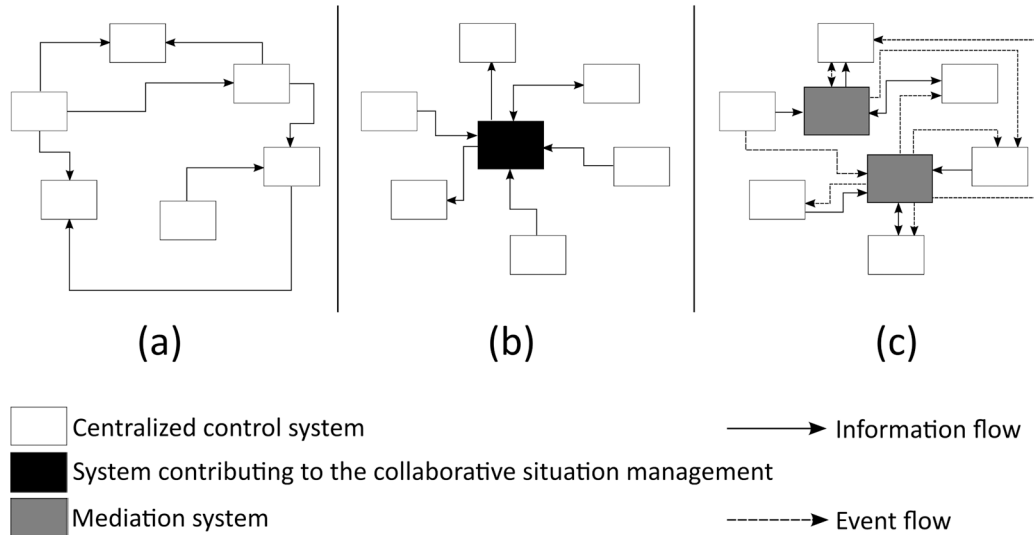 (a)
(b)
(c)
Centralized control system
Information flow
System contributing to the collaborative situation management
Mediation system
Event flow